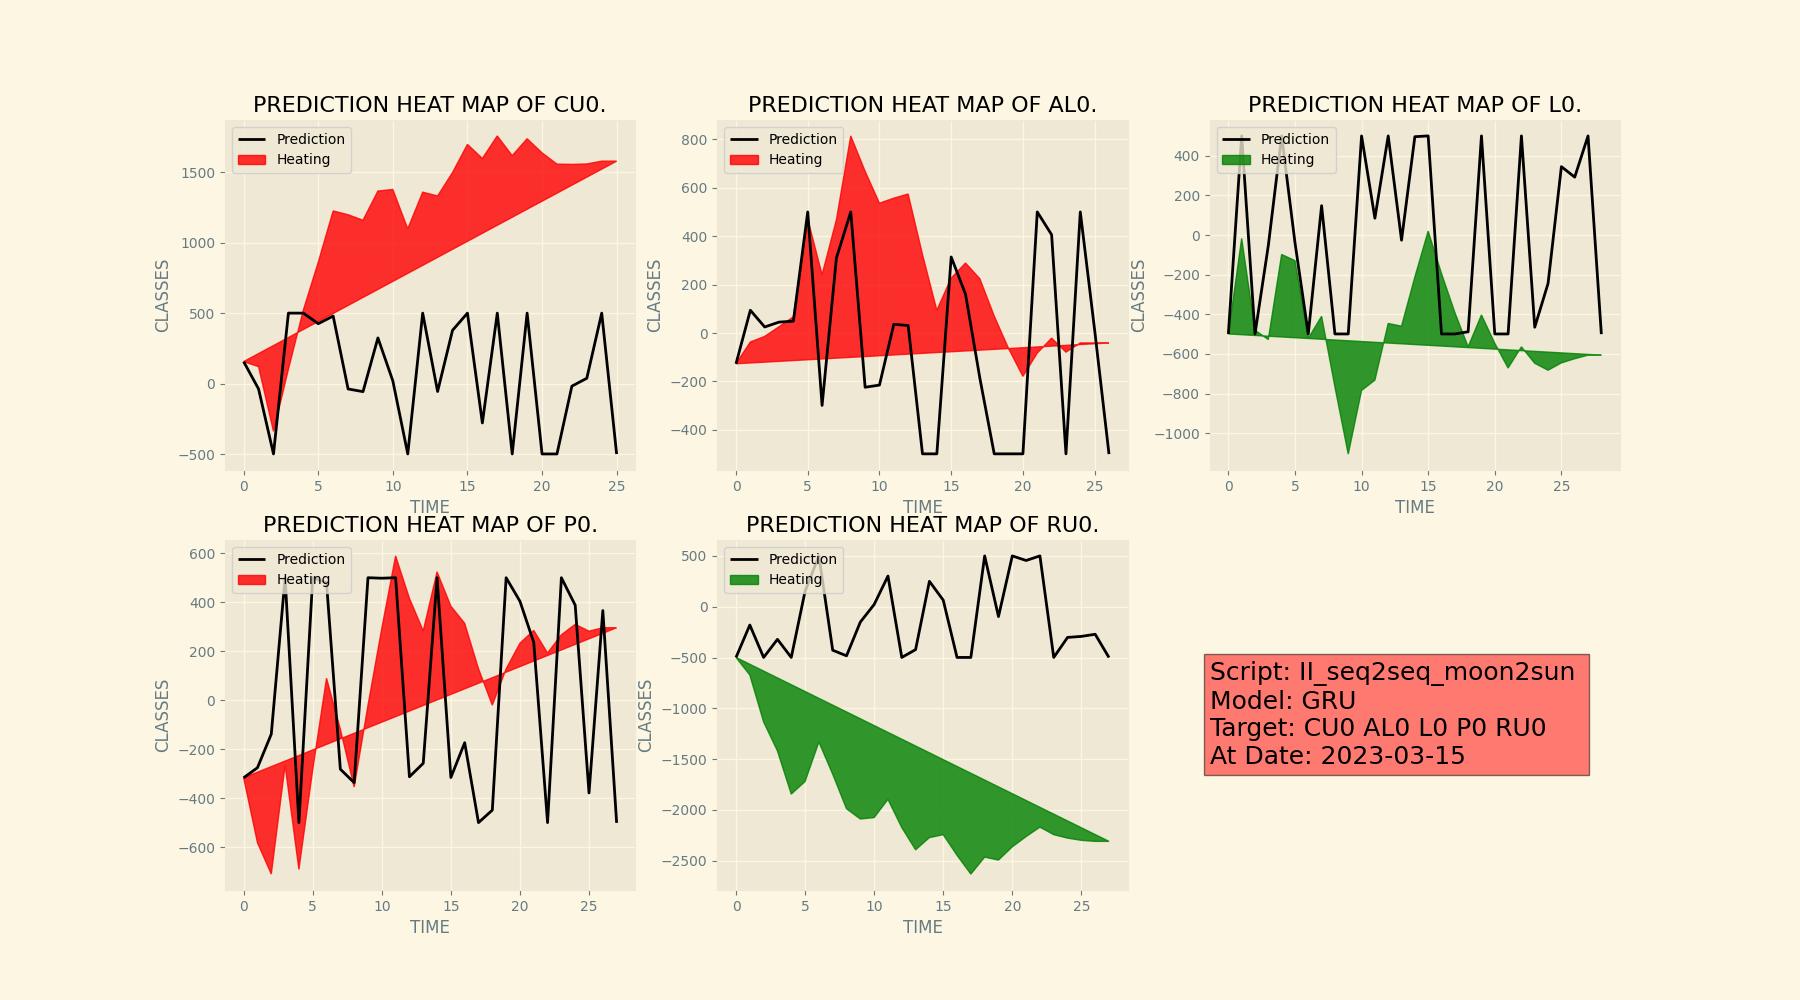 PREDICTION HEAT MAP OF CU0.
Prediction
Heating
1500
1000
500
0
−500
CLASSES
0 5 10 15 20 25
TIME
PREDICTION HEAT MAP OF AL0.
Prediction
Heating
800
600
400
200
0
−200
−400
CLASSES
0 5 10 15 20 25
TIME
PREDICTION HEAT MAP OF L0.
Prediction
Heating
400
200
0
−200
−400
−600
−800
−1000
CLASSES
0 5 10 15 20 25
TIME
PREDICTION HEAT MAP OF P0.
Prediction
Heating
600
400
200
0
−200
−400
−600
CLASSES
0 5 10 15 20 25
TIME
PREDICTION HEAT MAP OF RU0.
Prediction
Heating
500
0
−500
−1000
−1500
−2000
−2500
CLASSES
0 5 10 15 20 25
TIME
Script: II_seq2seq_moon2sun
Model: GRU
Target: CU0 AL0 L0 P0 RU0
At Date: 2023-03-15